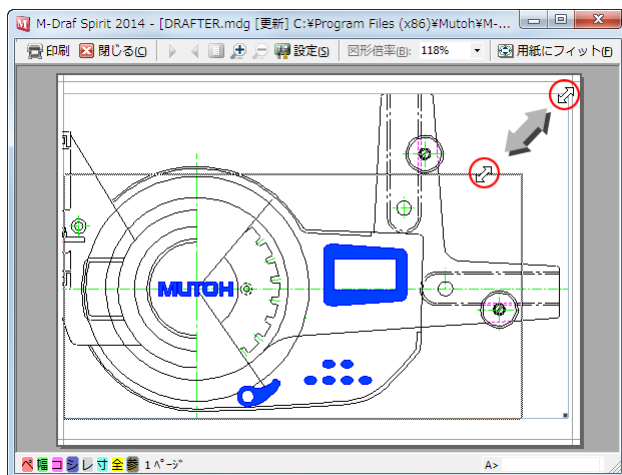 M-Draf Spirit 2014 - [DRAFTER.mdg [更新] C:¥Program Files (x86)¥Mutoh¥M-...
印刷 閉じる(C) 設定(S) 図形倍率(B): 118% 用紙にフィット(F)
MUTOH
ペ 幅 コ シ レ 寸 全 参 1ﾍﾟｰｼﾞ A>